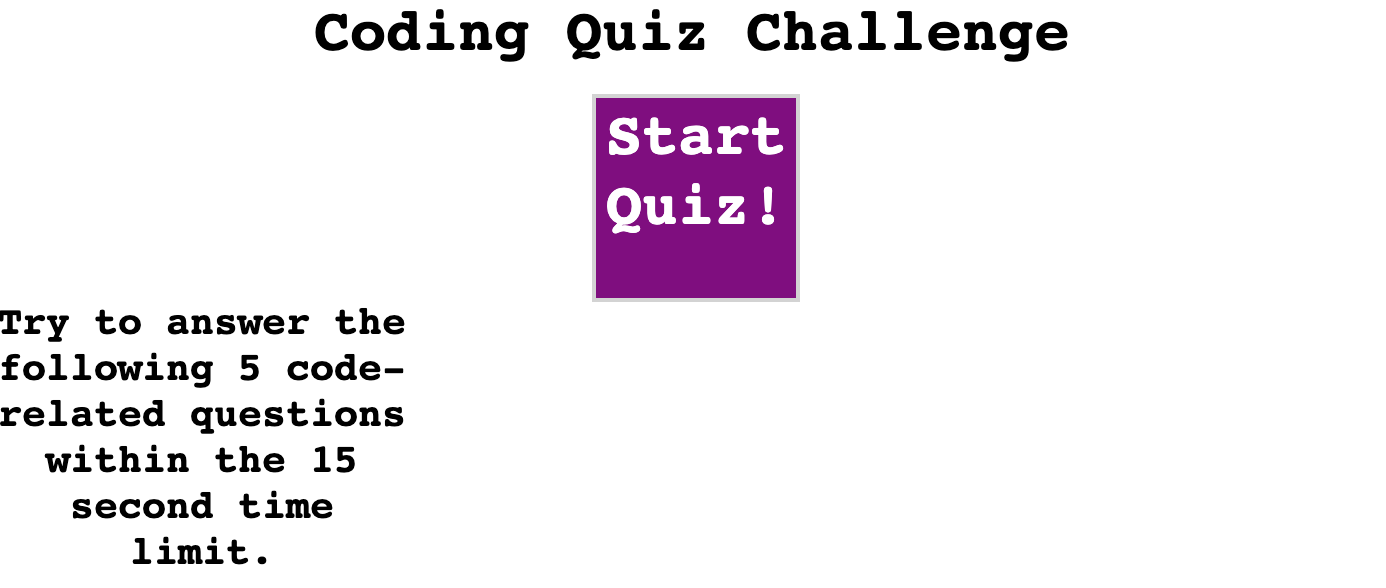 Coding Quiz Challenge
Start
Quiz!
Try to answer the
following 5 code-
related questions
within the 15
second time
limit.